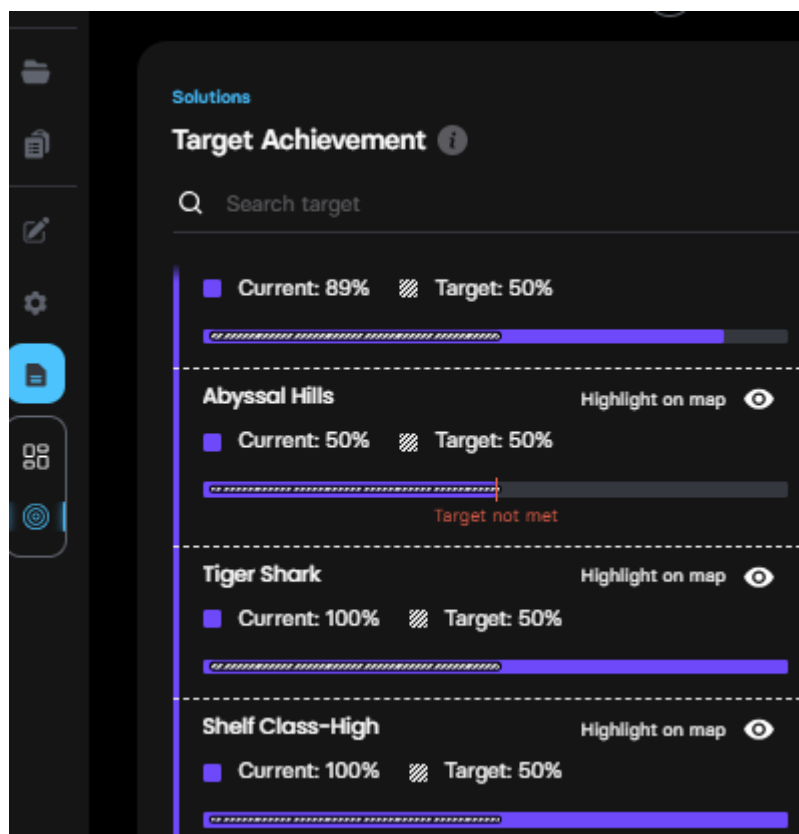 Solutions
Target Achievement i
Search target
Current: 89% Target: 50%
Abyssal Hills Highlight on map
Current: 50% Target: 50%
Target not met
Tiger Shark Highlight on map
Current: 100% Target: 50%
Shelf Class-High Highlight on map
Current: 100% Target: 50%